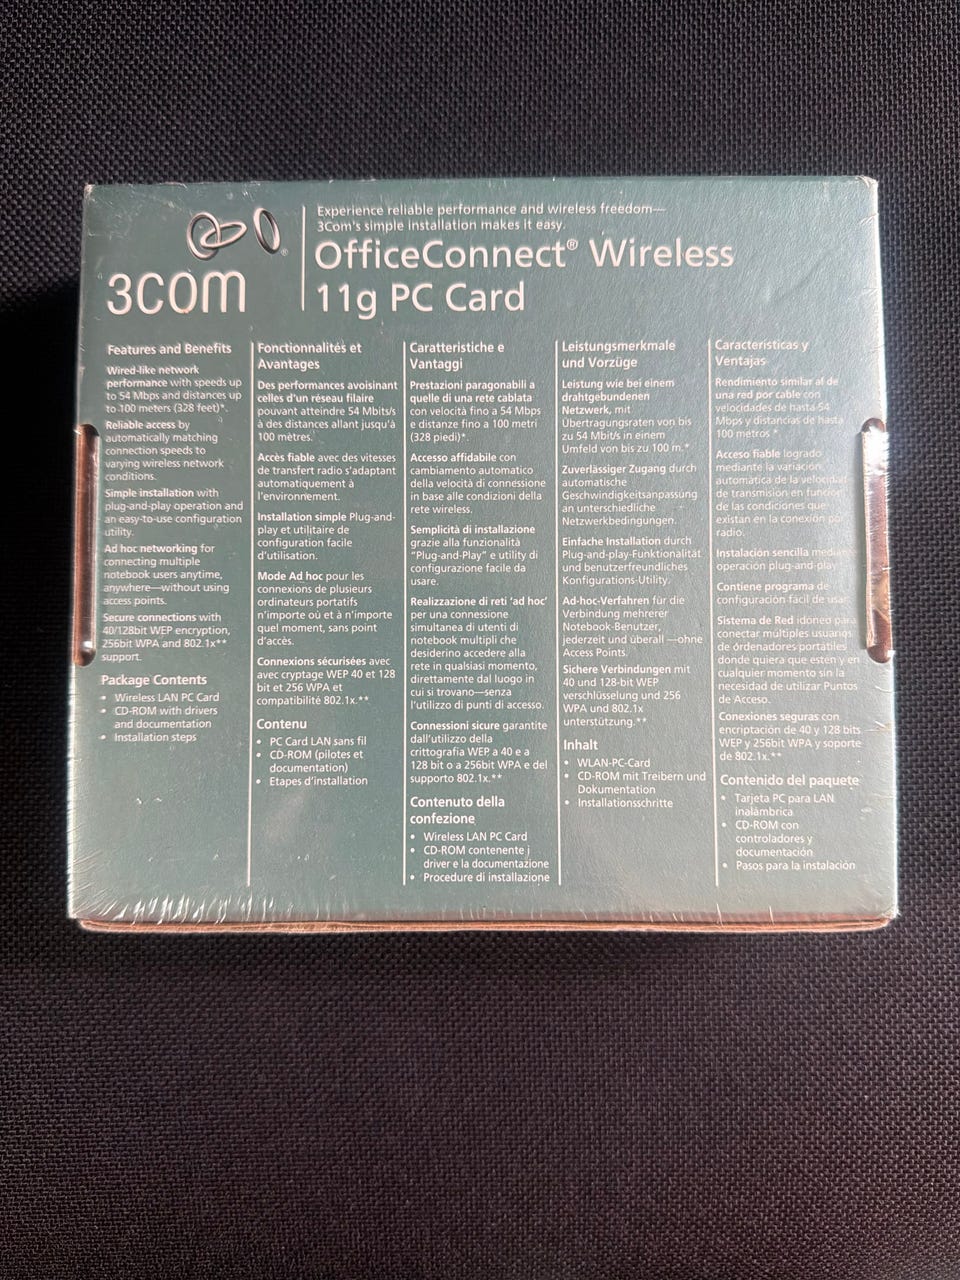 3COM
®
Experience reliable performance and wireless freedom—
3Com's simple installation makes it easy.
OfficeConnect® Wireless
11g PC Card
Features and Benefits
Wired-like network
performance with speeds up
to 54 Mbps and distances up
to 100 meters (328 feet)*.
Reliable access by
automatically matching
connection speeds to
varying wireless network
conditions.
Simple installation with
plug-and-play operation and
an easy-to-use configuration
utility.
Ad hoc networking for
connecting multiple
notebook users anytime,
anywhere—without using
access points.
Secure connections with
40/128bit WEP encryption,
256bit WPA and 802.1x**
support.
Package Contents
• Wireless LAN PC Card
• CD-ROM with drivers
and documentation
• Installation steps
Fonctionnalités et
Avantages
Des performances avoisinant
celles d'un réseau filaire
pouvant atteindre 54 Mbits/s
à des distances allant jusqu'à
100 mètres.*
Accès fiable avec des vitesses
de transfert radio s'adaptant
automatiquement à
l'environnement.
Installation simple Plug-and-
play et utilitaire de
configuration facile
d'utilisation.
Mode Ad hoc pour les
connexions de plusieurs
ordinateurs portatifs
n'importe où et à n'importe
quel moment, sans point
d'accès.
Connexions sécurisées avec
avec cryptage WEP 40 et 128
bit et 256 WPA et
compatibilité 802.1x.**
Contenu
• PC Card LAN sans fil
• CD-ROM (pilotes et
documentation)
• Etapes d'installation
Caratteristiche e
Vantaggi
Prestazioni paragonabili a
quelle di una rete cablata
con velocità fino a 54 Mbps
e distanze fino a 100 metri
(328 piedi)*.
Accesso affidabile con
cambiamento automatico
della velocità di connessione
in base alle condizioni della
rete wireless.
Semplicità di installazione
grazie alla funzionalità
"Plug-and-Play" e utility di
configurazione facile da
usare.
Realizzazione di reti 'ad hoc'
per una connessione
simultanea di utenti di
notebook multipli che
desiderino accedere alla
rete in qualsiasi momento,
direttamente dal luogo in
cui si trovano—senza
l'utilizzo di punti di accesso.
Connessioni sicure garantite
dall'utilizzo della
crittografia WEP a 40 e a
128 bit o a 256bit WPA e del
supporto 802.1x.**
Contenuto della
confezione
• Wireless LAN PC Card
• CD-ROM contenente i
driver e la documentazione
• Procedure di installazione
Leistungsmerkmale
und Vorzüge
Leistung wie bei einem
drahtgebundenen
Netzwerk, mit
Übertragungsraten von bis
zu 54 Mbit/s in einem
Umfeld von bis zu 100 m.*
Zuverlässiger Zugang durch
automatische
Geschwindigkeitsanpassung
an unterschiedliche
Netzwerkbedingungen.
Einfache Installation durch
Plug-and-play-Funktionalität
und benutzerfreundliches
Konfigurations-Utility.
Ad-hoc-Verfahren für die
Verbindung mehrerer
Notebook-Benutzer,
jederzeit und überall —ohne
Access Points.
Sichere Verbindungen mit
40 und 128-bit WEP
verschlüsselung und 256
WPA und 802.1x
unterstützung.**
Inhalt
• WLAN-PC-Card
• CD-ROM mit Treibern und
Dokumentation
• Installationsschritte
Características y
Ventajas
Rendimiento similar al de
una red por cable con
velocidades de hasta 54
Mbps y distancias de hasta
100 metros *
Acceso fiable logrado
mediante la variación
automática de la velocidad
de transmisión en función
de las condiciones que
existan en la conexión por
radio.
Instalación sencilla
operación plug-and-play
Contiene programa de
configuración fácil de usar.
Sistema de Red idóneo para
conectar múltiples usuarios
de órdenadores portátiles
donde quiera que esten y en
cualquier momento sin la
necesidad de utilizar Puntos
de Acceso.
Conexiones seguras con
encriptación de 40 y 128 bits
WEP y 256bit WPA y soporte
de 802.1x.**
Contenido del paquete
• Tarjeta PC para LAN
inalámbrica
• CD-ROM con
controladores y
documentación
• Pasos para la instalación